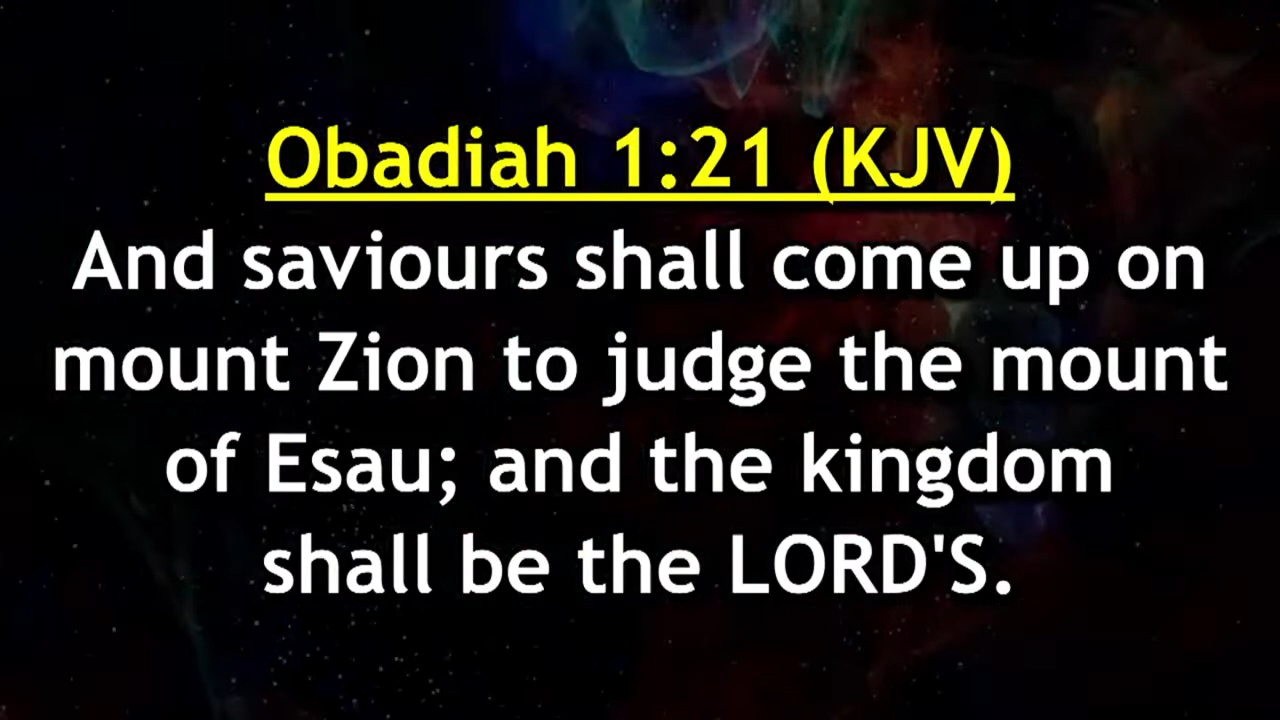 Obadiah 1:21 (KJV)
And saviours shall come up on
mount Zion to judge the mount
of Esau; and the kingdom
shall be the LORD'S.